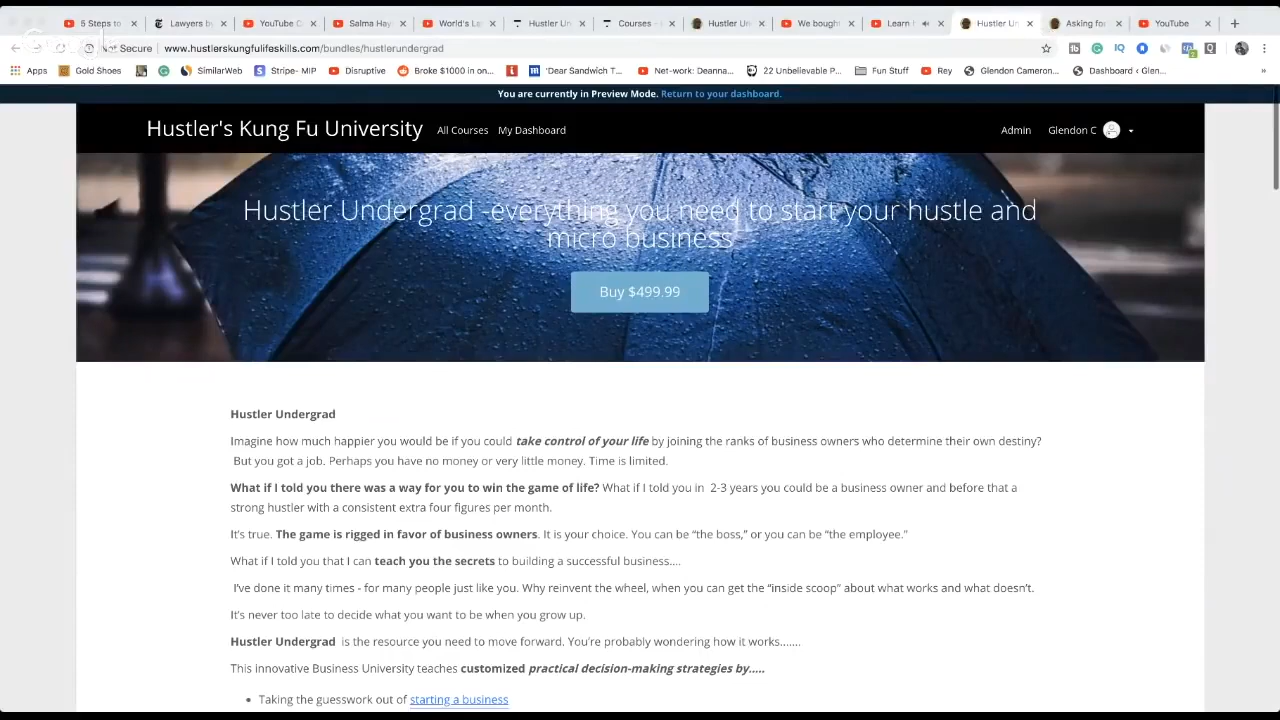 5 Steps to
Lawyers by
YouTube C
Salma Hay
World's La
Hustler Un
Courses -
Hustler Un
We bought
Learn
Hustler Un
Asking for
YouTube
Not Secure
www.hustlerskungfulifeskills.com/bundles/hustlerundergrad
Apps Gold Shoes SimilarWeb Stripe- MIP Disruptive Broke $1000 in on... 'Dear Sandwich T... Net-work: Deanna... 22 Unbelievable P... Fun Stuff Rey Glendon Cameron... Dashboard ‹ Glen... »
You are currently in Preview Mode. Return to your dashboard.
Hustler's Kung Fu University All Courses My Dashboard Admin Glendon C
Hustler Undergrad -everything you need to start your hustle and
micro business
Buy $499.99
Hustler Undergrad
Imagine how much happier you would be if you could take control of your life by joining the ranks of business owners who determine their own destiny?
But you got a job. Perhaps you have no money or very little money. Time is limited.
What if I told you there was a way for you to win the game of life? What if I told you in 2-3 years you could be a business owner and before that a
strong hustler with a consistent extra four figures per month.
It's true. The game is rigged in favor of business owners. It is your choice. You can be “the boss,” or you can be “the employee.”
What if I told you that I can teach you the secrets to building a successful business....
I've done it many times - for many people just like you. Why reinvent the wheel, when you can get the “inside scoop” about what works and what doesn't.
It's never too late to decide what you want to be when you grow up.
Hustler Undergrad is the resource you need to move forward. You're probably wondering how it works.......
This innovative Business University teaches customized practical decision-making strategies by.....
• Taking the guesswork out of starting a business